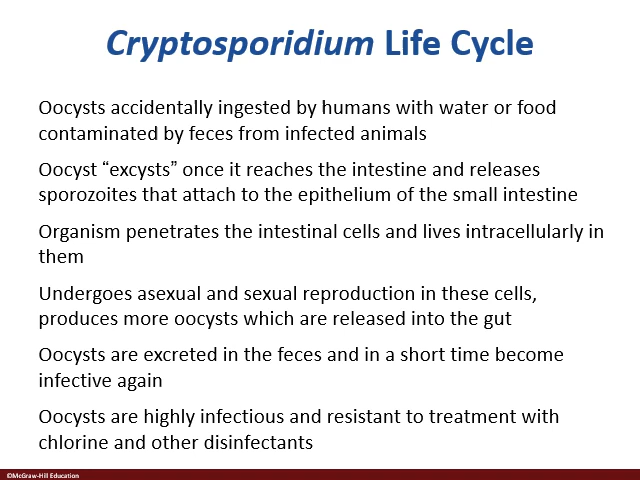 Cryptosporidium Life Cycle
Oocysts accidentally ingested by humans with water or food
contaminated by feces from infected animals
Oocyst “excysts” once it reaches the intestine and releases
sporozoites that attach to the epithelium of the small intestine
Organism penetrates the intestinal cells and lives intracellularly in
them
Undergoes asexual and sexual reproduction in these cells,
produces more oocysts which are released into the gut
Oocysts are excreted in the feces and in a short time become
infective again
Oocysts are highly infectious and resistant to treatment with
chlorine and other disinfectants
©McGraw-Hill Education